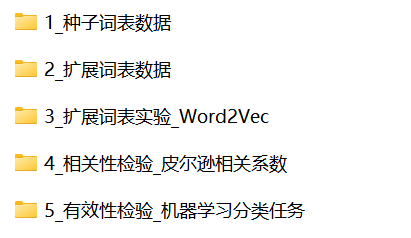 1_种子词表数据
2_扩展词表数据
3_扩展词表实验_Word2Vec
4_相关性检验_皮尔逊相关系数
5_有效性检验_机器学习分类任务